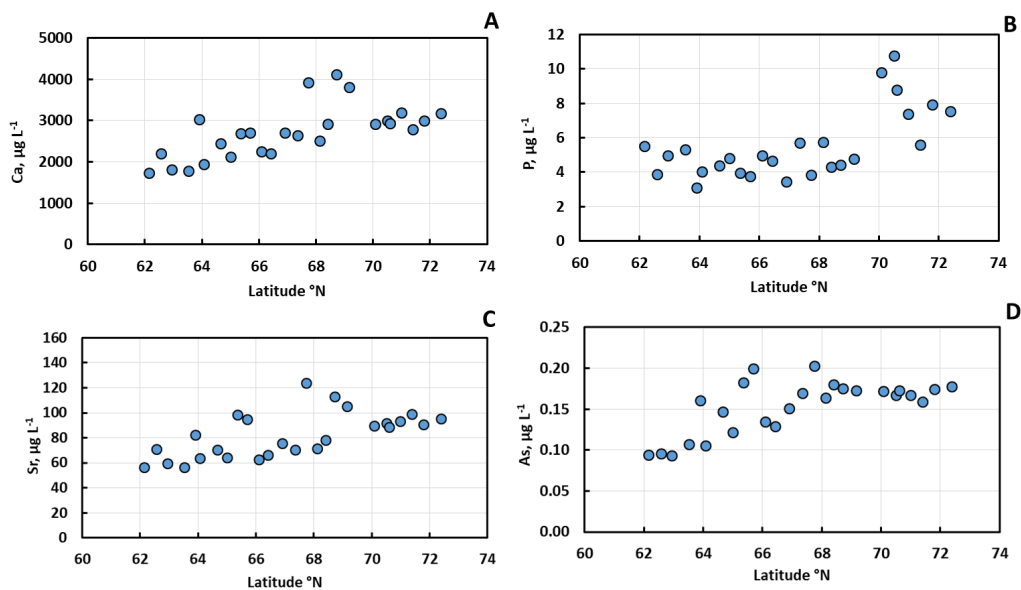 A
5000
4000
3000
2000
1000
0
Ca, µg L-1
60 62 64 66 68 70 72 74
Latitude °N
B
12
10
8
6
4
2
0
P, µg L-1
60 62 64 66 68 70 72 74
Latitude °N
C
160
140
120
100
80
60
40
20
0
Sr, µg L-1
60 62 64 66 68 70 72 74
Latitude °N
D
0.25
0.20
0.15
0.10
0.05
0.00
As, µg L-1
60 62 64 66 68 70 72 74
Latitude °N